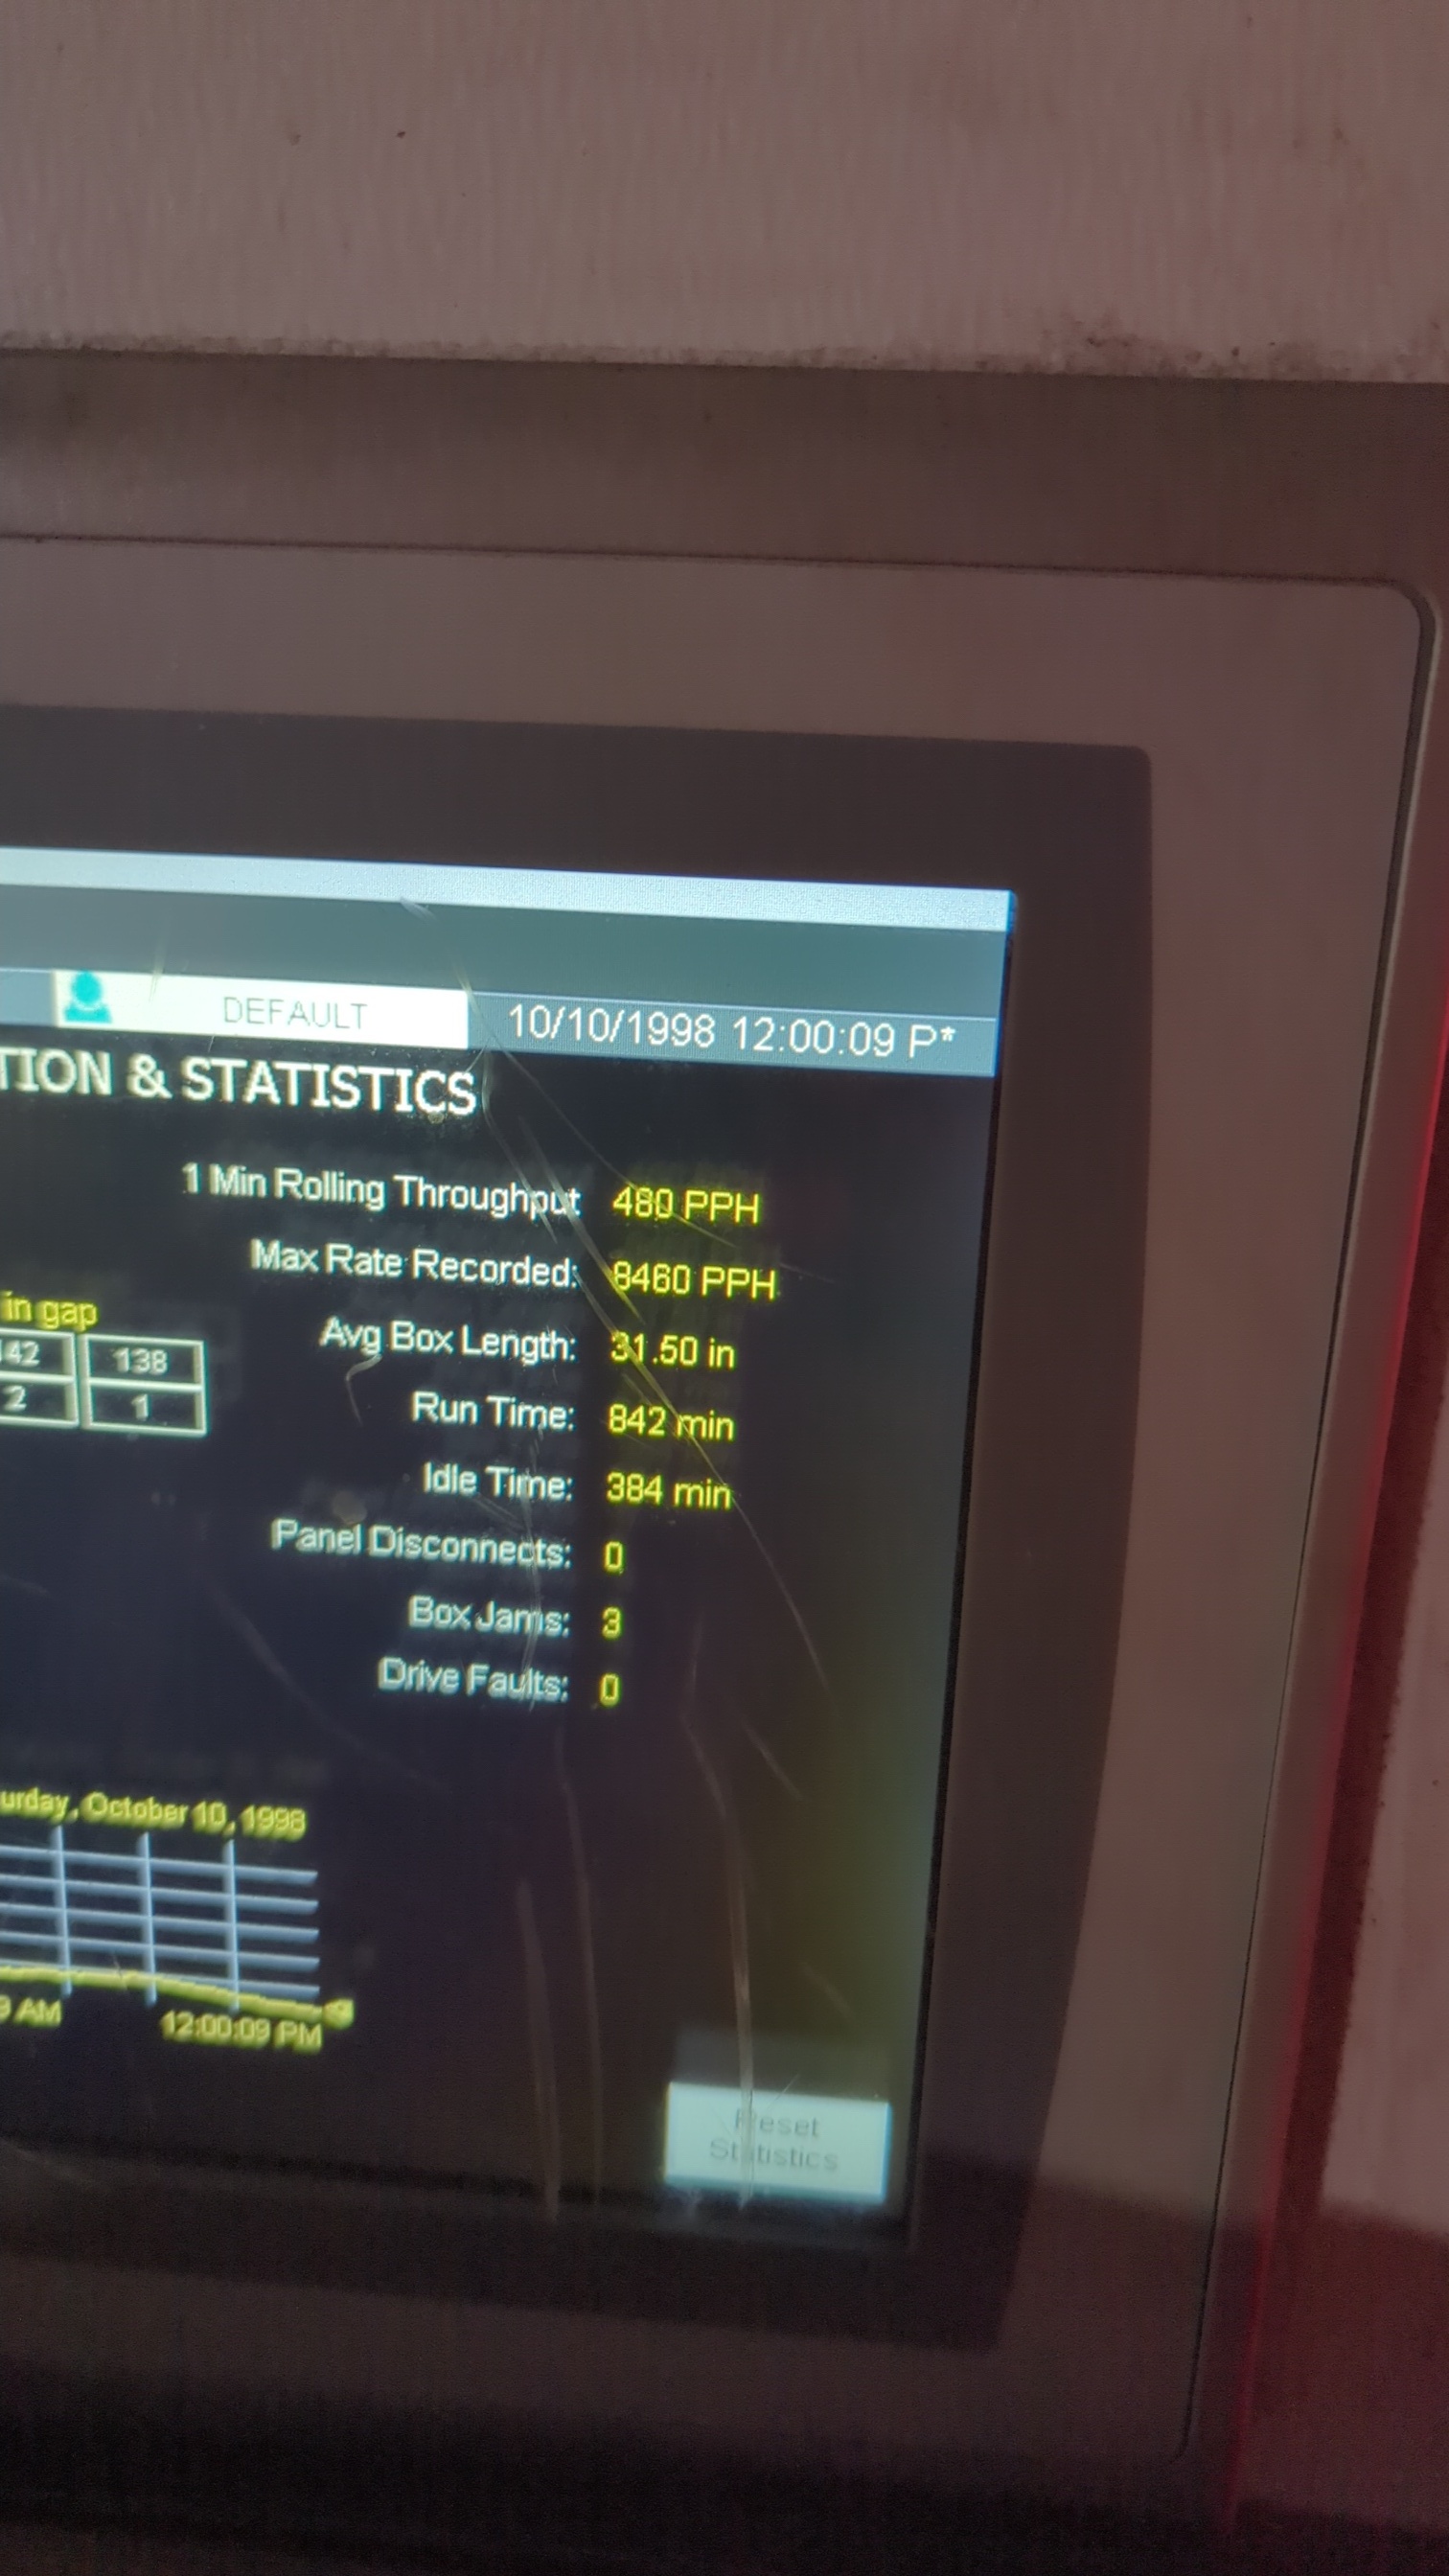 DEFAULT 10/10/1998 12:00:09 P*
TION & STATISTICS
1 Min Rolling Throughput 480 PPH
Max Rate Recorded: 8460 PPH
in gap
Avg Box Length: 31.50 in
42 138
2 1
Run Time: 842 min
Idle Time: 384 min
Panel Disconnects: 0
Box Jams: 3
Drive Faults: 0
urday, October 10, 1998
9 AM 12:00:09 PM
Reset
Statistics